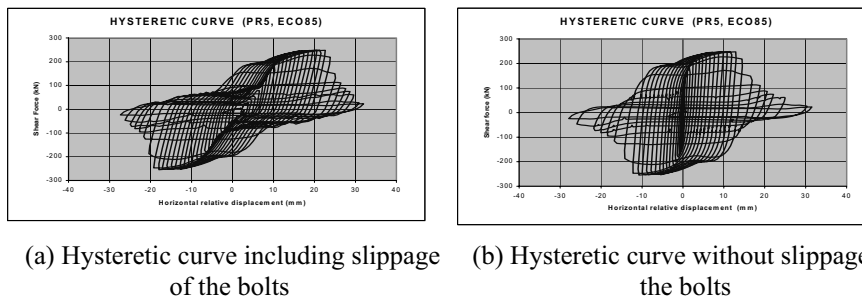 HYSTERETIC CURVE (PR5, ECO85)
300
200
100
0
-100
-200
-300
-40 -30 -20 -10 0 10 20 30 40
Shear Force (kN)
Horizontal relative displacement (mm)
(a) Hysteretic curve including slippage
of the bolts
HYSTERETIC CURVE (PR5, ECO85)
300
200
100
0
-100
-200
-300
-40 -30 -20 -10 0 10 20 30 40
Shear force (kN)
Horizontal relative displacement (mm)
(b) Hysteretic curve without slippage
the bolts